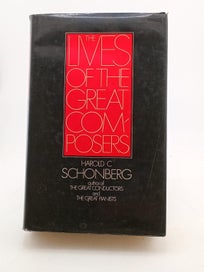 THE
LIVES
OF THE
GREAT
COM-
POSERS
HAROLD C
SCHONBERG
author of
THE GREAT CONDUCTORS
and
THE GREAT PIANISTS